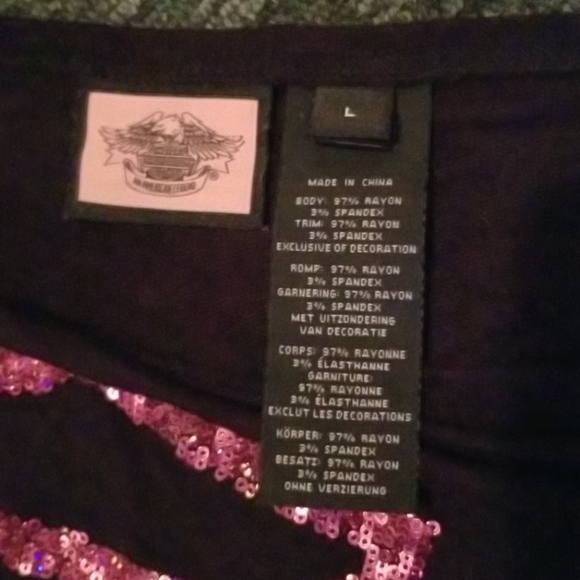 L
MADE IN CHINA
BODY: 97% RAYON
3% SPANDEX
TRIM: 97% RAYON
3% SPANDEX
EXCLUSIVE OF DECORATION
ROMP: 97% RAYON
3% SPANDEX
GARNERING: 97% RAYON
3% SPANDEX
MET UITZONDERING
VAN DECORATIE
CORPS: 97% RAYONNE
3% ÉLASTHANNE
GARNITURE:
97% RAYONNE
3% ÉLASTHANNE
EXCLUT LES DECORATIONS
KÖRPER: 97% RAYON
3% SPANDEX
BESATZ: 97% RAYON
3% SPANDEX
OHNE VERZIERUNG